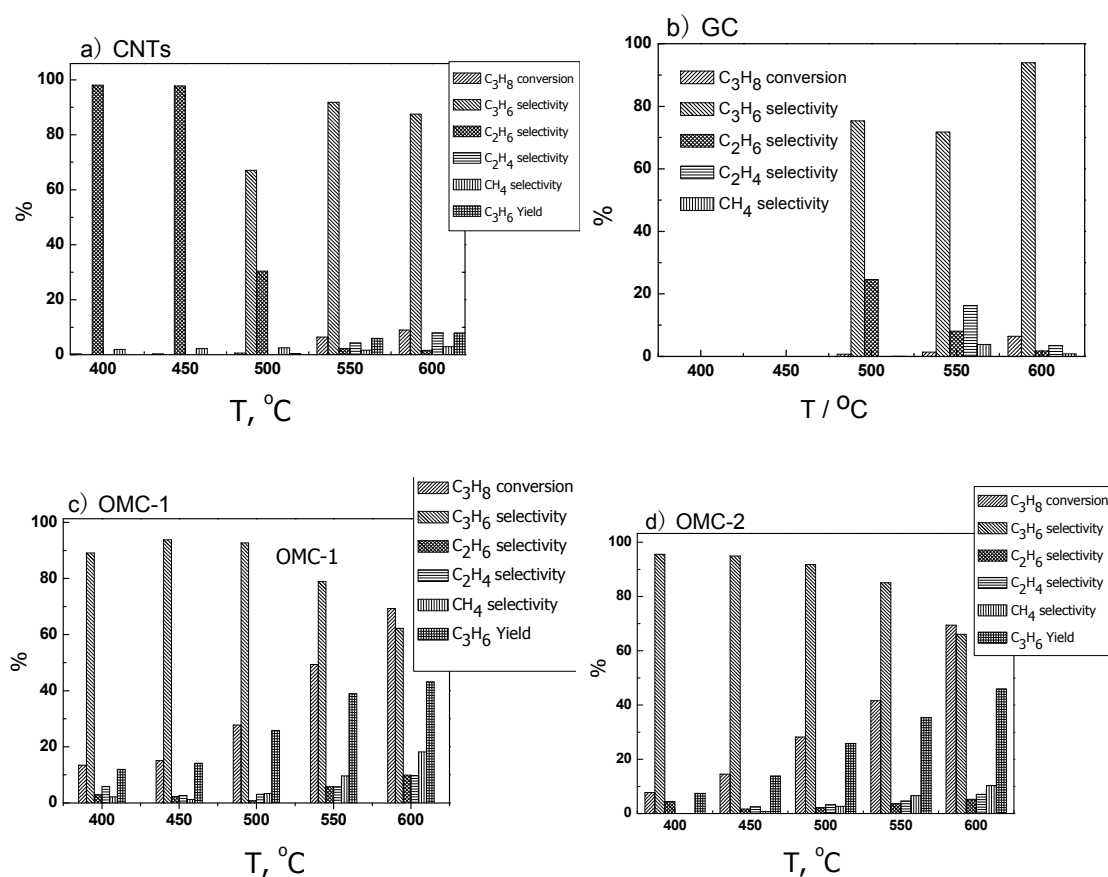 a) CNTs
C3H8 conversion
C3H6 selectivity
C2H6 selectivity
C2H4 selectivity
CH4 selectivity
C3H6 Yield
100
80
60
40
20
0
%
400 450 500 550 600
T, °C
b) GC
C3H8 conversion
C3H6 selectivity
C2H6 selectivity
C2H4 selectivity
CH4 selectivity
100
80
60
40
20
0
%
400 450 500 550 600
T / °C
c) OMC-1
C3H8 conversion
C3H6 selectivity
C2H6 selectivity
C2H4 selectivity
CH4 selectivity
C3H6 Yield
OMC-1
100
80
60
40
20
0
%
400 450 500 550 600
T, °C
d) OMC-2
C3H8 conversion
C3H6 selectivity
C2H6 selectivity
C2H4 selectivity
CH4 selectivity
C3H6 Yield
100
80
60
40
20
0
%
400 450 500 550 600
T, °C